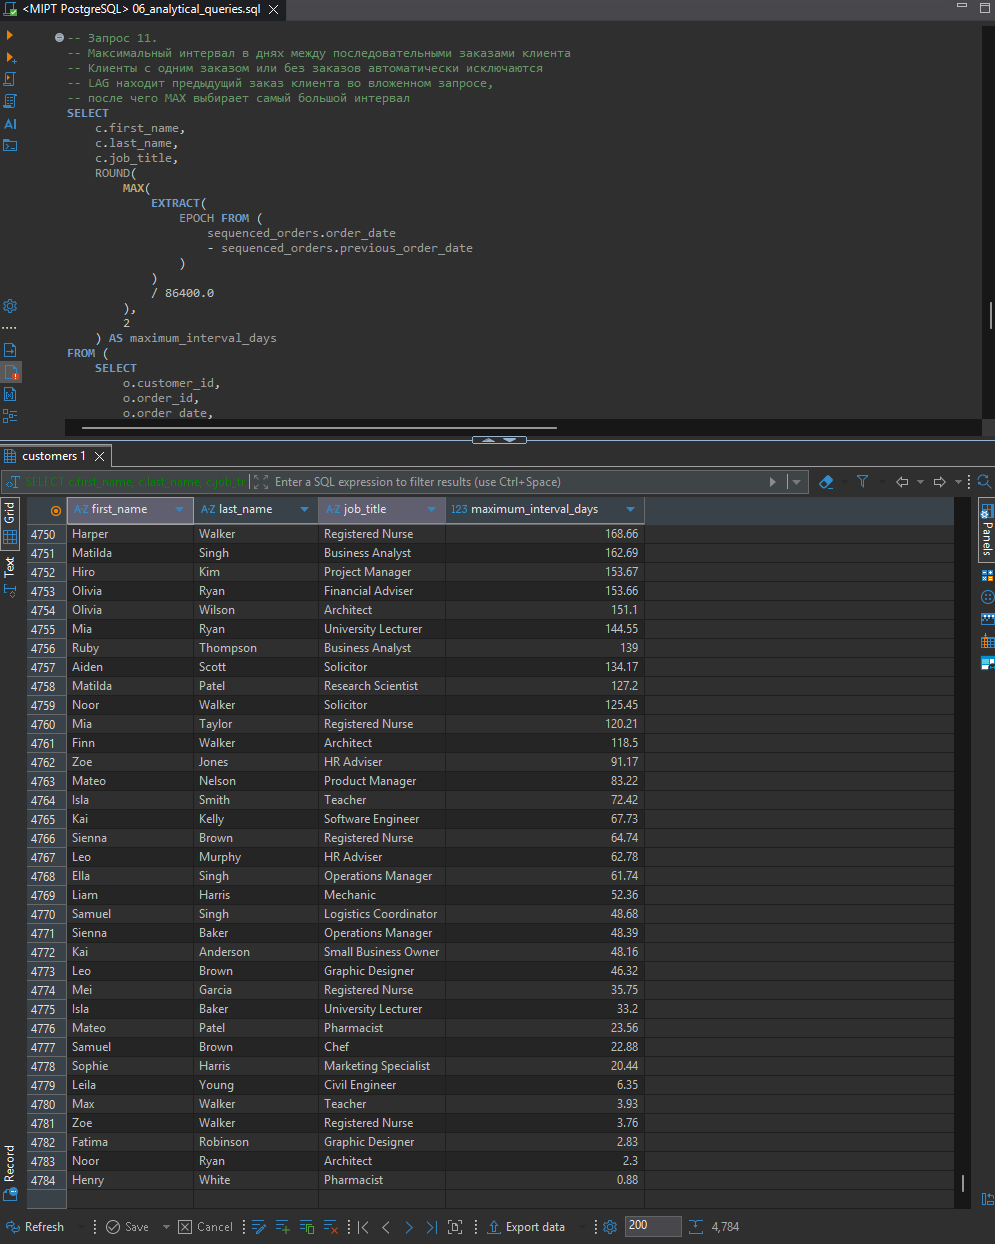 <MIPT PostgreSQL> 06_analytical_queries.sql
-- Запрос 11.
-- Максимальный интервал в днях между последовательными заказами клиента
-- Клиенты с одним заказом или без заказов автоматически исключаются
-- LAG находит предыдущий заказ клиента во вложенном запросе,
-- после чего MAX выбирает самый большой интервал
SELECT
c.first_name,
c.last_name,
c.job_title,
ROUND(
MAX(
EXTRACT(
EPOCH FROM (
sequenced_orders.order_date
- sequenced_orders.previous_order_date
)
)
/ 86400.0
),
2
) AS maximum_interval_days
FROM (
SELECT
o.customer_id,
o.order_id,
o.order_date,
AI
customers 1
SELECT c.first_name, c.last_name, c.job_tit
Enter a SQL expression to filter results (use Ctrl+Space)
Grid
Text
Record
Panels
A-Z first_name A-Z last_name A-Z job_title 123 maximum_interval_days
4750 Harper Walker Registered Nurse 168.66
4751 Matilda Singh Business Analyst 162.69
4752 Hiro Kim Project Manager 153.67
4753 Olivia Ryan Financial Adviser 153.66
4754 Olivia Wilson Architect 151.1
4755 Mia Ryan University Lecturer 144.55
4756 Ruby Thompson Business Analyst 139
4757 Aiden Scott Solicitor 134.17
4758 Matilda Patel Research Scientist 127.2
4759 Noor Walker Solicitor 125.45
4760 Mia Taylor Registered Nurse 120.21
4761 Finn Walker Architect 118.5
4762 Zoe Jones HR Adviser 91.17
4763 Mateo Nelson Product Manager 83.22
4764 Isla Smith Teacher 72.42
4765 Kai Kelly Software Engineer 67.73
4766 Sienna Brown Registered Nurse 64.74
4767 Leo Murphy HR Adviser 62.78
4768 Ella Singh Operations Manager 61.74
4769 Liam Harris Mechanic 52.36
4770 Samuel Singh Logistics Coordinator 48.68
4771 Sienna Baker Operations Manager 48.39
4772 Kai Anderson Small Business Owner 48.16
4773 Leo Brown Graphic Designer 46.32
4774 Mei Garcia Registered Nurse 35.75
4775 Isla Baker University Lecturer 33.2
4776 Mateo Patel Pharmacist 23.56
4777 Samuel Brown Chef 22.88
4778 Sophie Harris Marketing Specialist 20.44
4779 Leila Young Civil Engineer 6.35
4780 Max Walker Teacher 3.93
4781 Zoe Walker Registered Nurse 3.76
4782 Fatima Robinson Graphic Designer 2.83
4783 Noor Ryan Architect 2.3
4784 Henry White Pharmacist 0.88
Refresh Save Cancel Export data 200 4,784